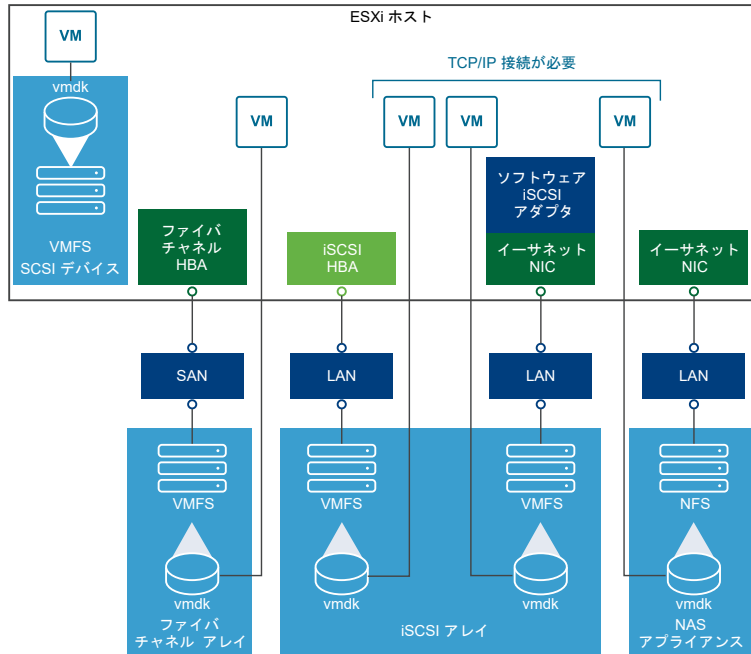 ESXi ホスト
VM
TCP/IP 接続が必要
vmdk
VM
VM
VM
VM
VMFS
SCSI デバイス
ファイバ
チャネル
HBA
iSCSI
HBA
ソフトウェア
iSCSI
アダプタ
イーサネット
NIC
イーサネット
NIC
SAN
LAN
LAN
LAN
VMFS
VMFS
VMFS
NFS
vmdk
vmdk
vmdk
vmdk
ファイバ
チャネル アレイ
iSCSI アレイ
NAS
アプライアンス